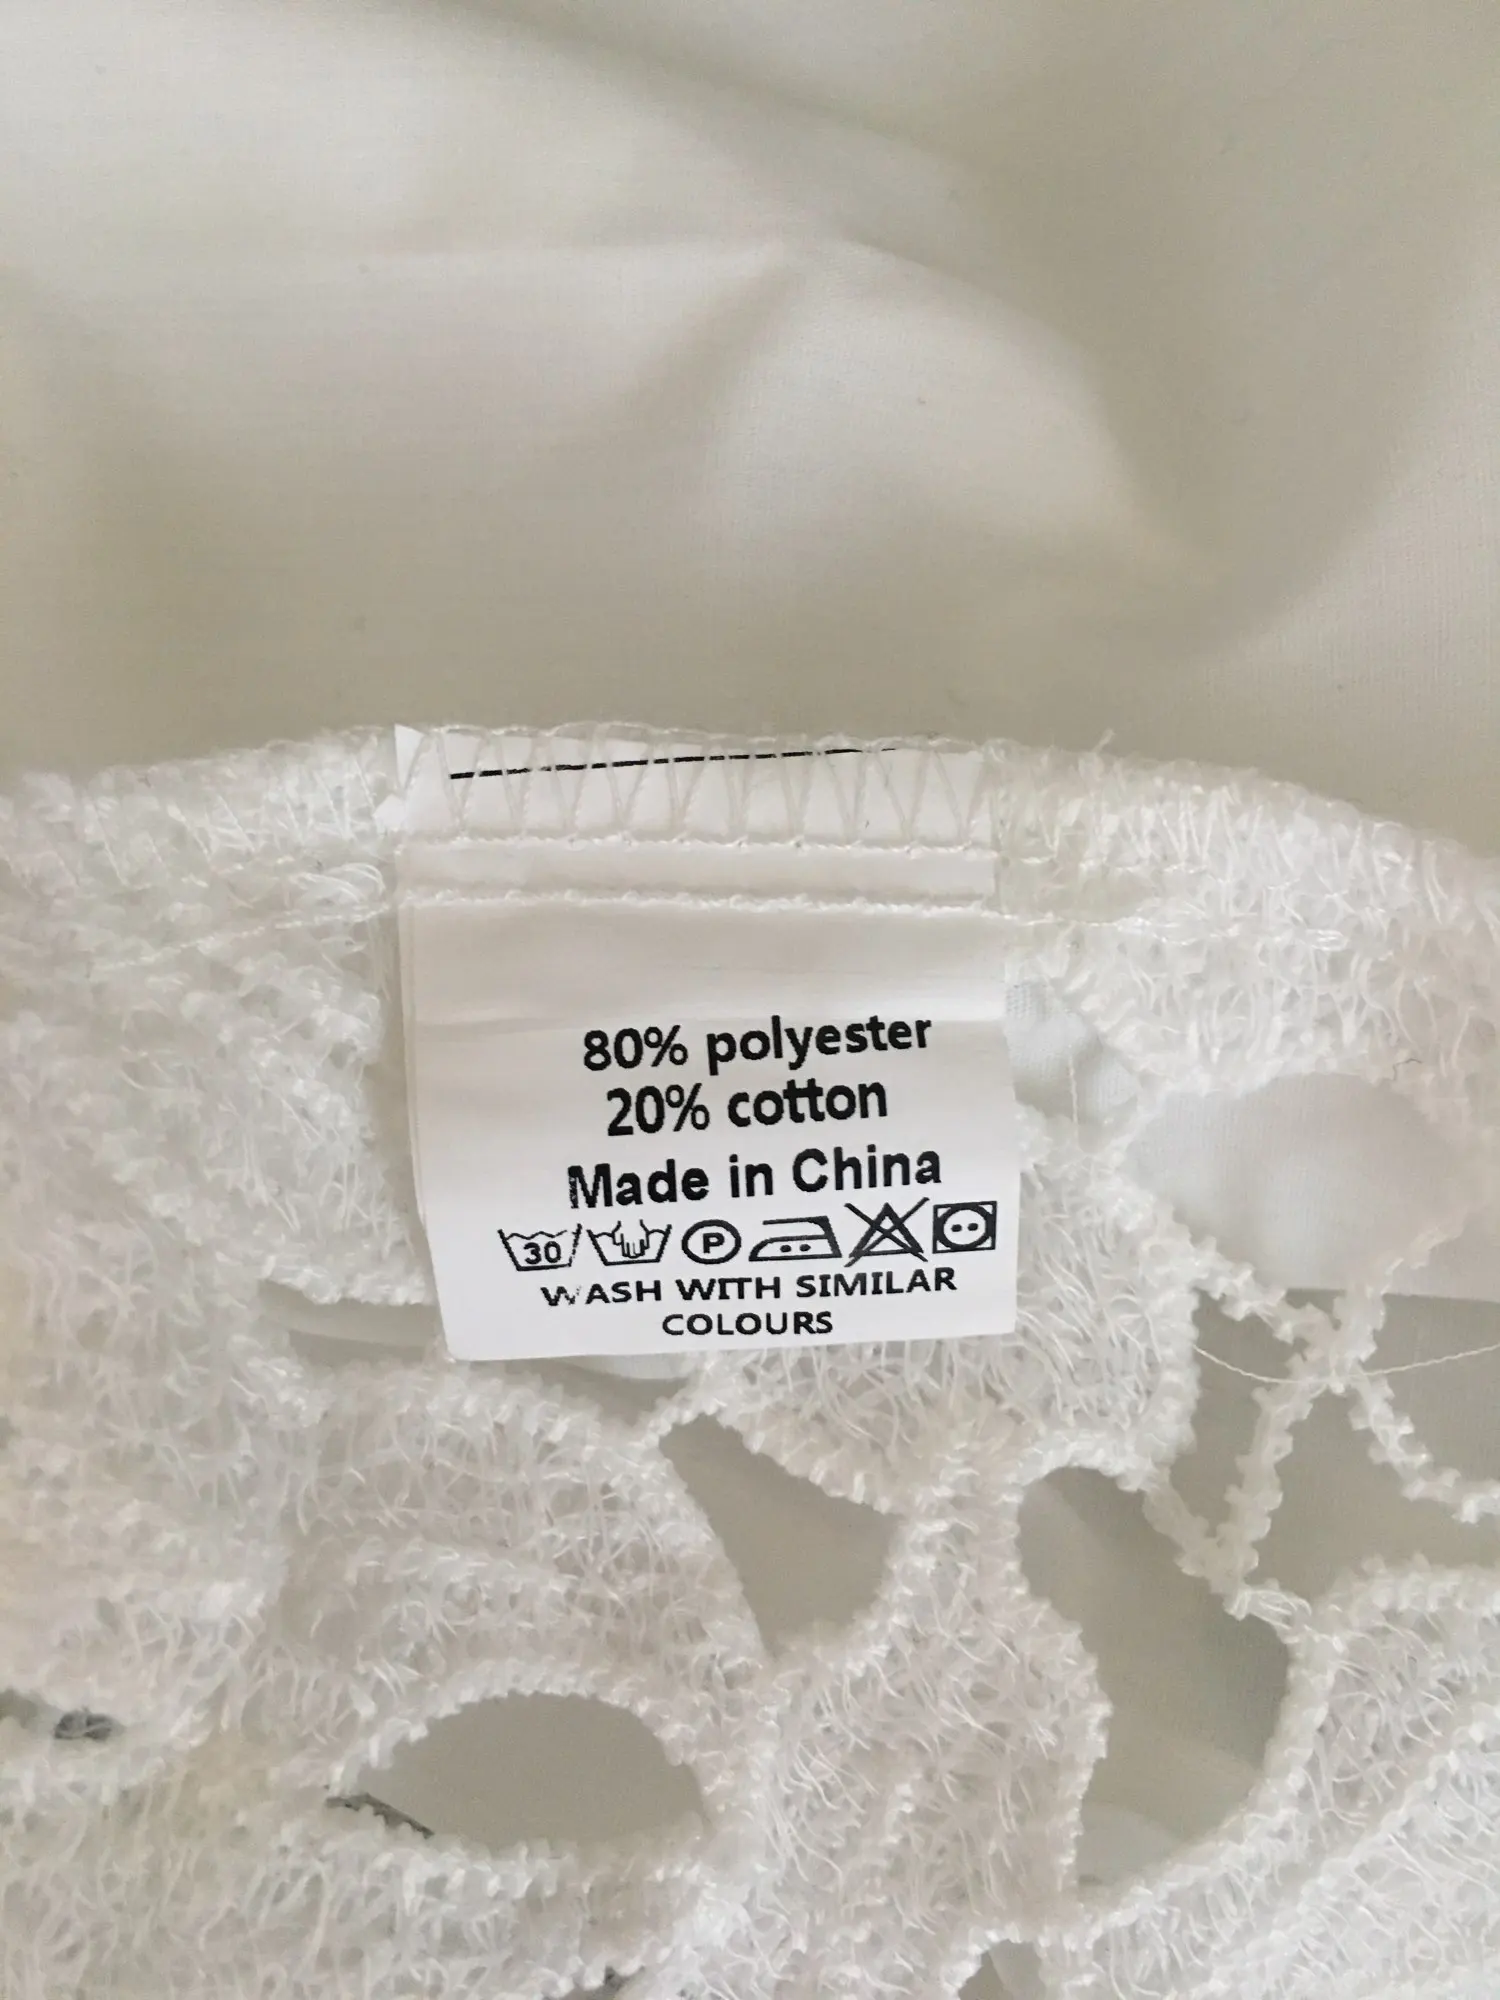 80% polyester
20% cotton
Made in China
30 P
WASH WITH SIMILAR
COLOURS